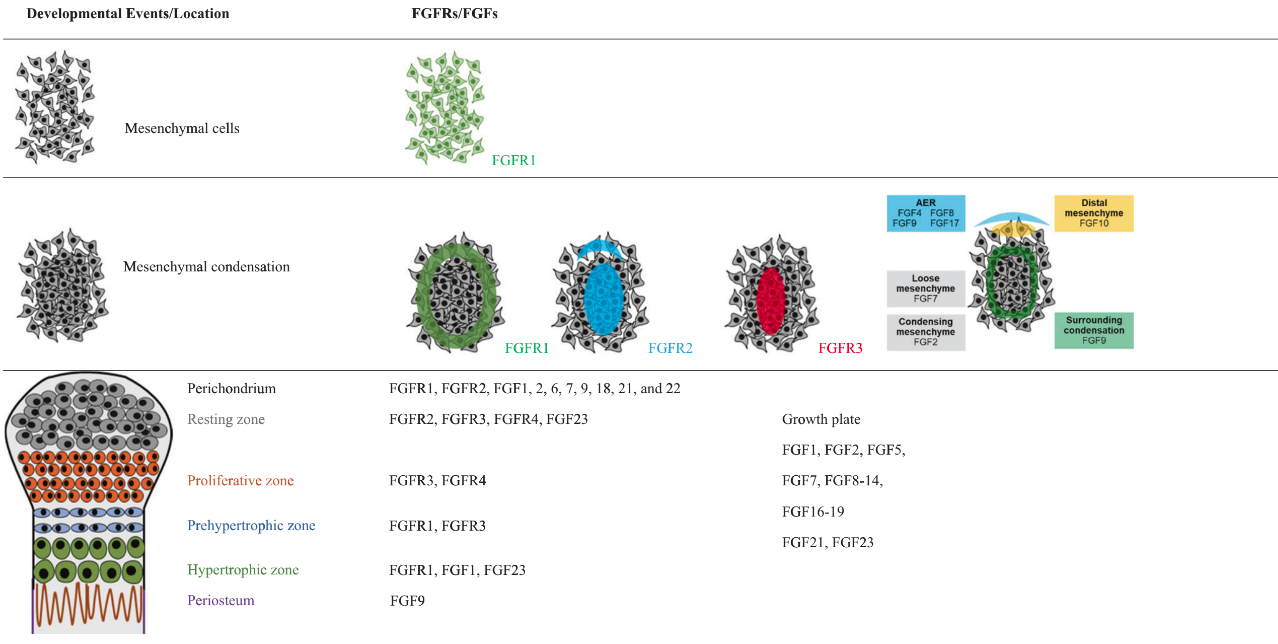 Developmental Events/Location
FGFRs/FGFs
Mesenchymal cells
FGFR1
Mesenchymal condensation
FGFR1
FGFR2
FGFR3
AER
FGF4 FGF8
FGF9 FGF17
Distal
mesenchyme
FGF10
Loose
mesenchyme
FGF7
Condensing
mesenchyme
FGF2
Surrounding
condensation
FGF9
Perichondrium
FGFR1, FGFR2, FGF1, 2, 6, 7, 9, 18, 21, and 22
Resting zone
FGFR2, FGFR3, FGFR4, FGF23
Proliferative zone
FGFR3, FGFR4
Prehypertrophic zone
FGFR1, FGFR3
Hypertrophic zone
FGFR1, FGF1, FGF23
Periosteum
FGF9
Growth plate
FGF1, FGF2, FGF5,
FGF7, FGF8-14,
FGF16-19
FGF21, FGF23